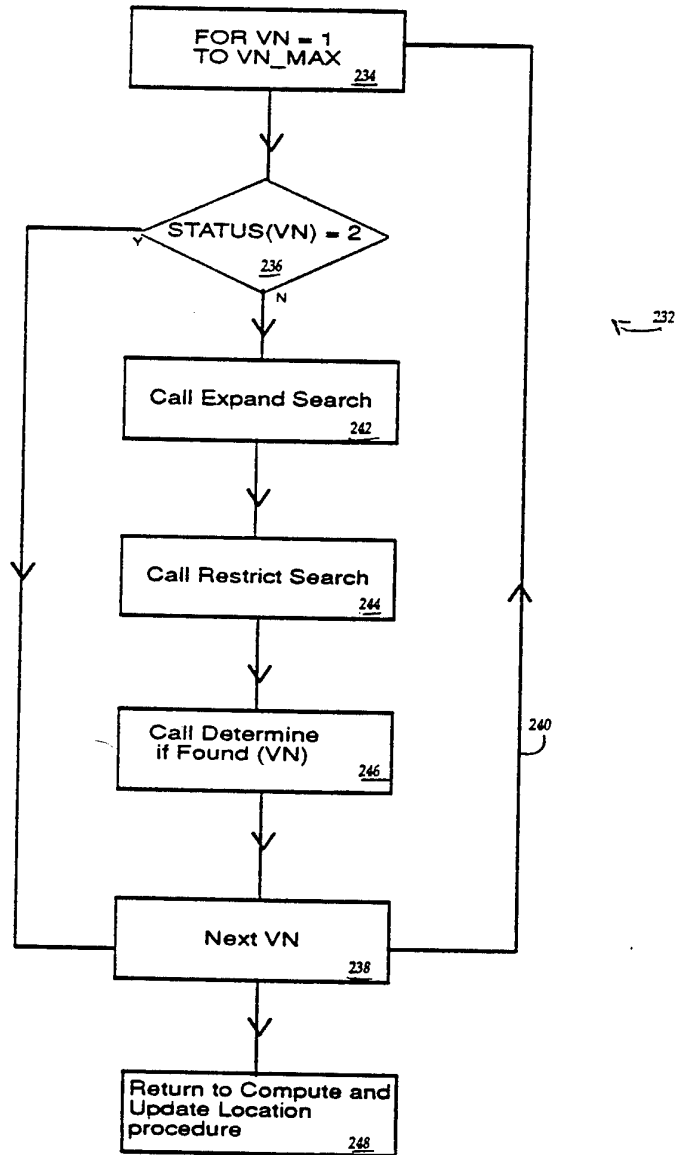 FOR VN = 1
TO VN_MAX
234
STATUS(VN) = 2
Y
236
N
232
Call Expand Search
242
Call Restrict Search
244
Call Determine
if Found (VN)
246
240
Next VN
238
Return to Compute and
Update Location
procedure
248